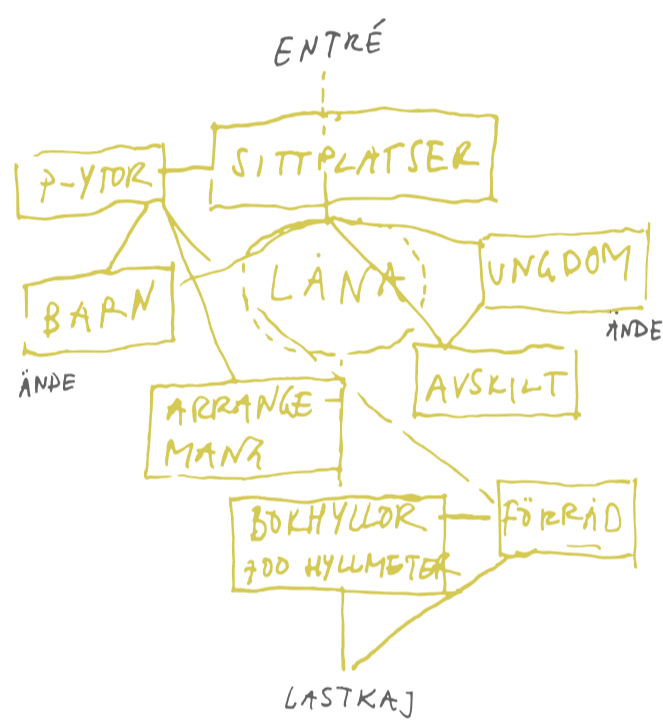 ENTRÉ
SITTPLATSER
P-YTOR
UNGDOM
LÅNA
BARN
ÄNDE
ÄNDE
AVSKILT
ARRANGE
MANG
BOKHYLLOR
700 HYLLMETER
FÖRRÅD
LASTKAJ